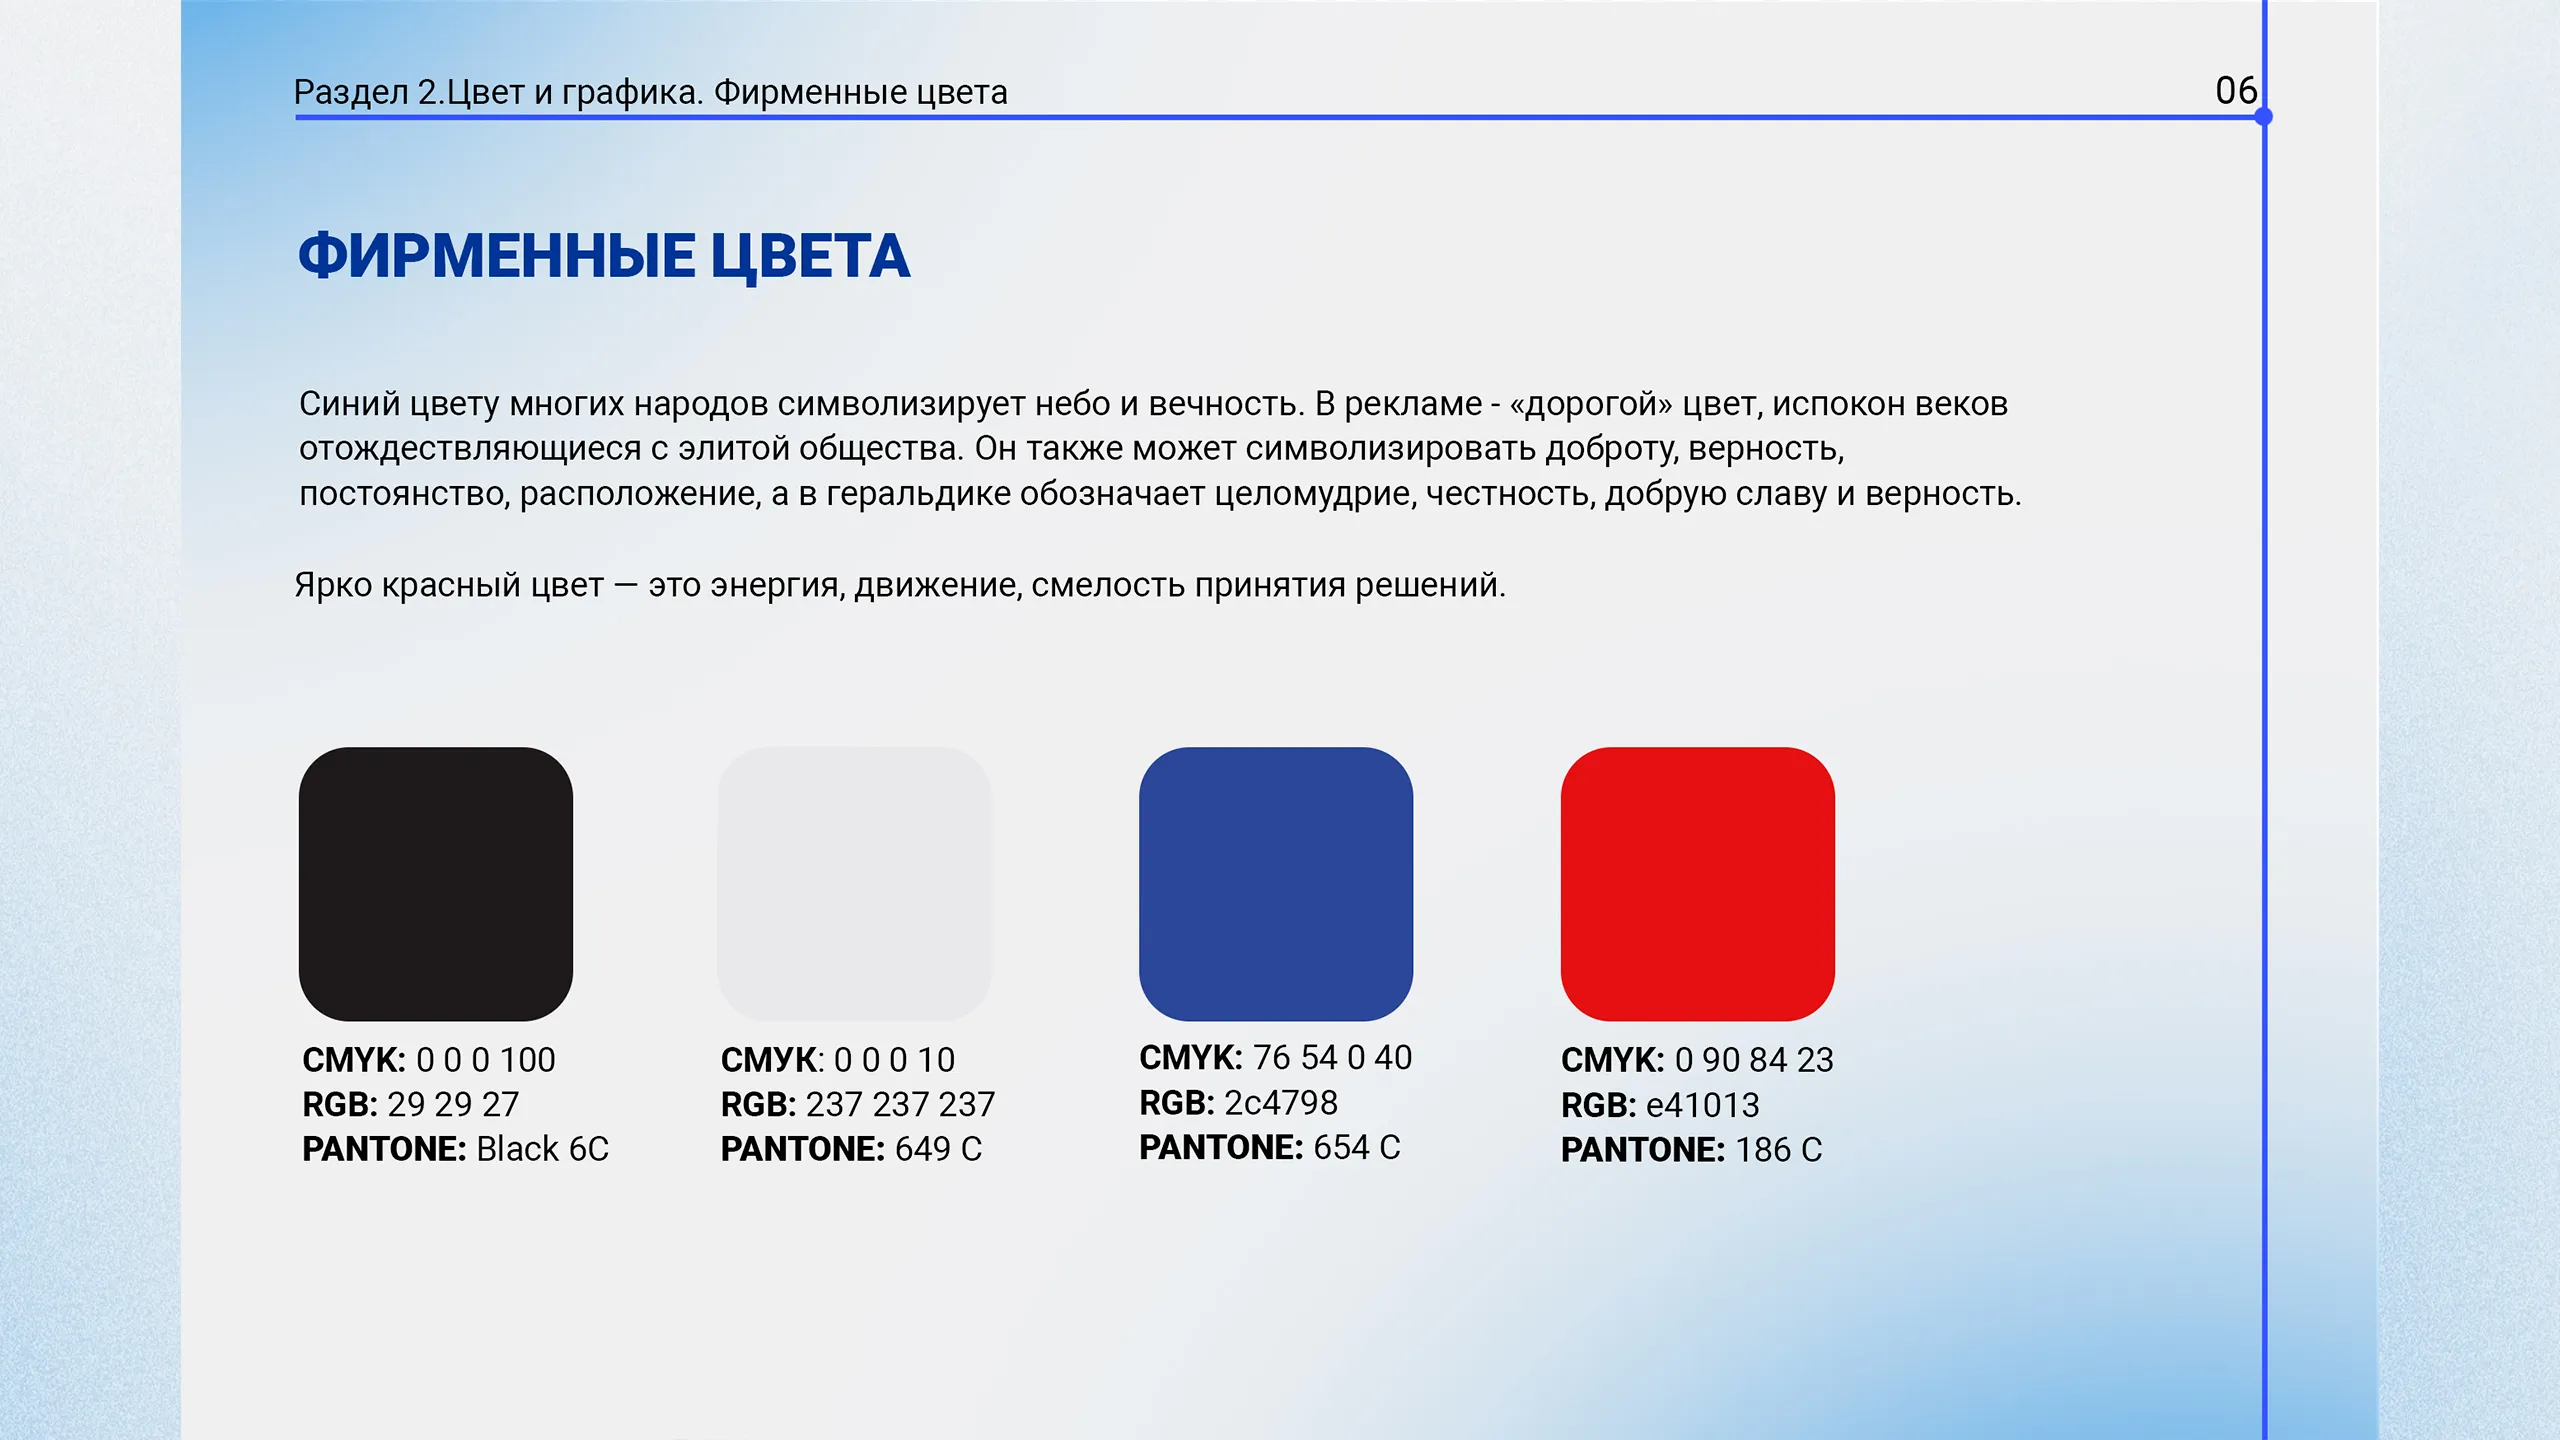 Раздел 2.Цвет и графика. Фирменные цвета
06
ФИРМЕННЫЕ ЦВЕТА
Синий цвету многих народов символизирует небо и вечность. В рекламе - «дорогой» цвет, испокон веков
отождествляющиеся с элитой общества. Он также может символизировать доброту, верность,
постоянство, расположение, а в геральдике обозначает целомудрие, честность, добрую славу и верность.
Ярко красный цвет — это энергия, движение, смелость принятия решений.
CMYK: 0 0 0 100
RGB: 29 29 27
PANTONE: Black 6C
СМУК: 0 0 0 10
RGB: 237 237 237
PANTONE: 649 C
CMYK: 76 54 0 40
RGB: 2c4798
PANTONE: 654 C
CMYK: 0 90 84 23
RGB: e41013
PANTONE: 186 C